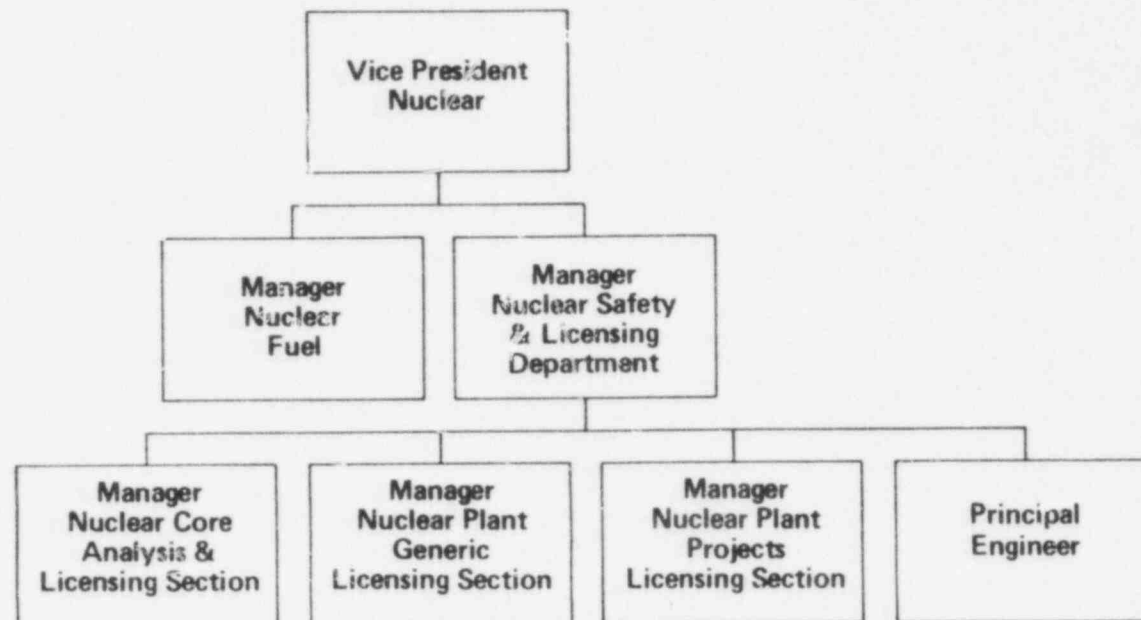 Vice President
Nuclear
Manager
Nuclear
Fuel
Manager
Nuclear Safety
& Licensing
Department
Manager
Nuclear Core
Analysis &
Licensing Section
Manager
Nuclear Plant
Generic
Licensing Section
Manager
Nuclear Plant
Projects
Licensing Section
Principal
Engineer